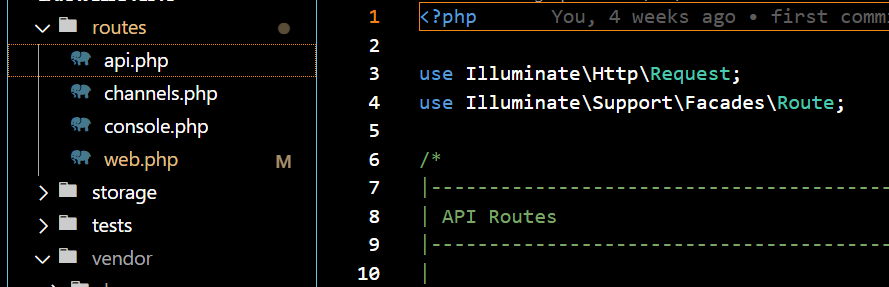 routes
api.php
channels.php
console.php
web.php M
storage
tests
vendor
1 <?php You, 4 weeks ago • first commi
2
3 use Illuminate\Http\Request;
4 use Illuminate\Support\Facades\Route;
5
6 /*
7 |-----------------------------------------
8 | API Routes
9 |-----------------------------------------
10 |